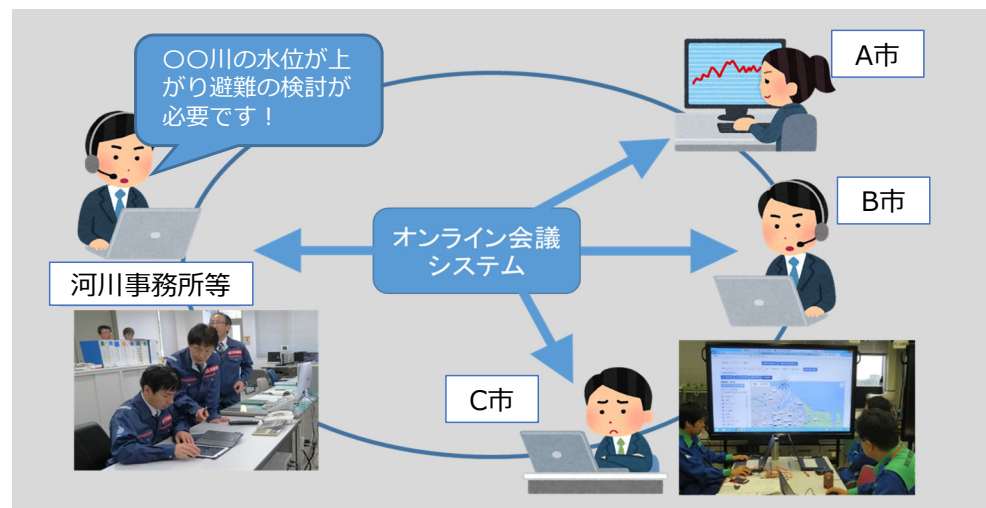 〇〇川の水位が上
がり避難の検討が
必要です！
A市
B市
オンライン会議
システム
河川事務所等
C市